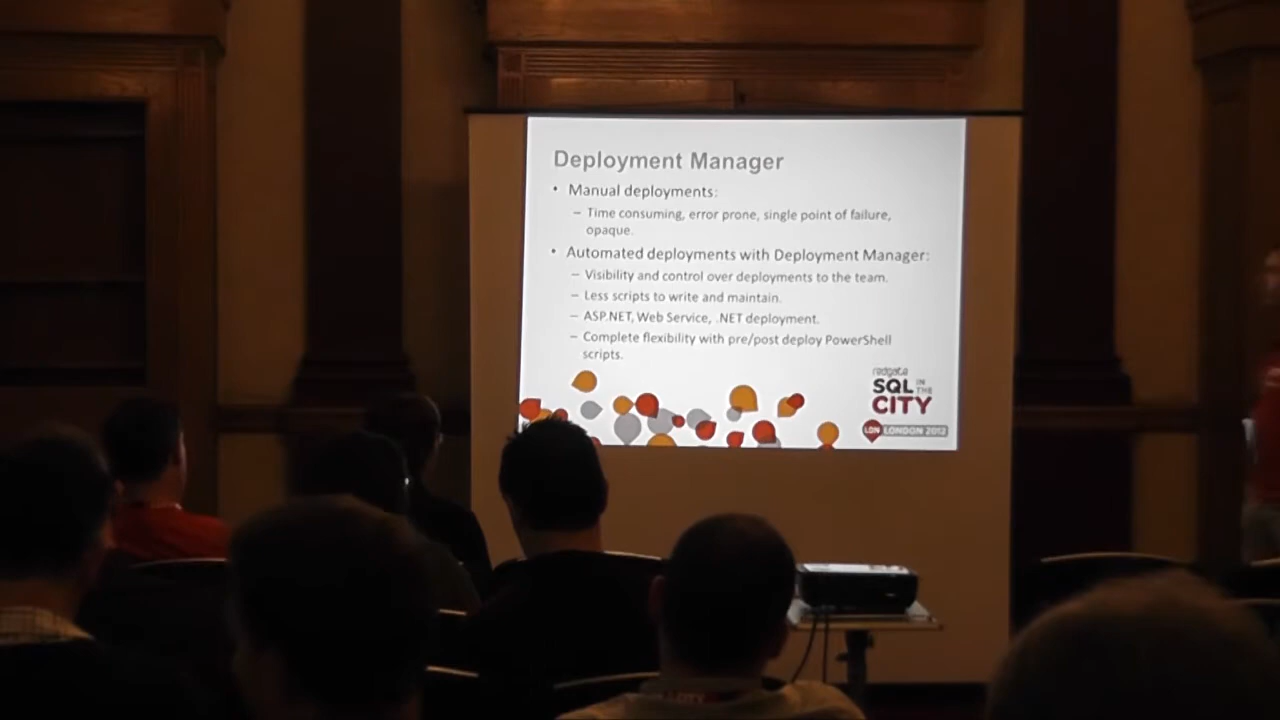 Deployment Manager
• Manual deployments:
– Time consuming, error prone, single point of failure,
opaque.
• Automated deployments with Deployment Manager:
– Visibility and control over deployments to the team.
– Less scripts to write and maintain.
– ASP.NET, Web Service, .NET deployment.
– Complete flexibility with pre/post deploy PowerShell
scripts.
redgate
SQL IN THE
CITY
LDN LONDON 2012